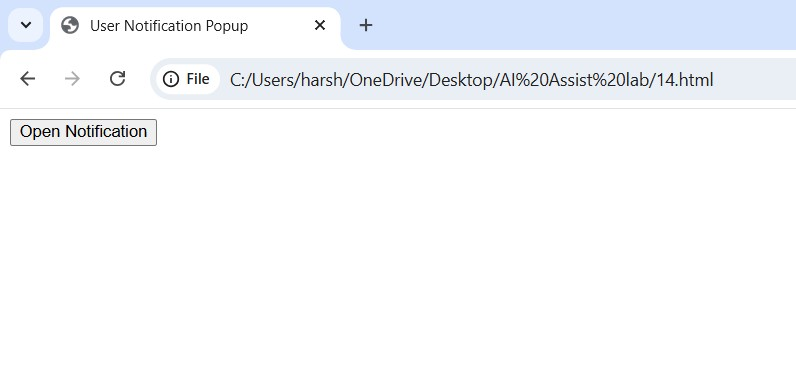 User Notification Popup
File C:/Users/harsh/OneDrive/Desktop/AI%20Assist%20lab/14.html
Open Notification